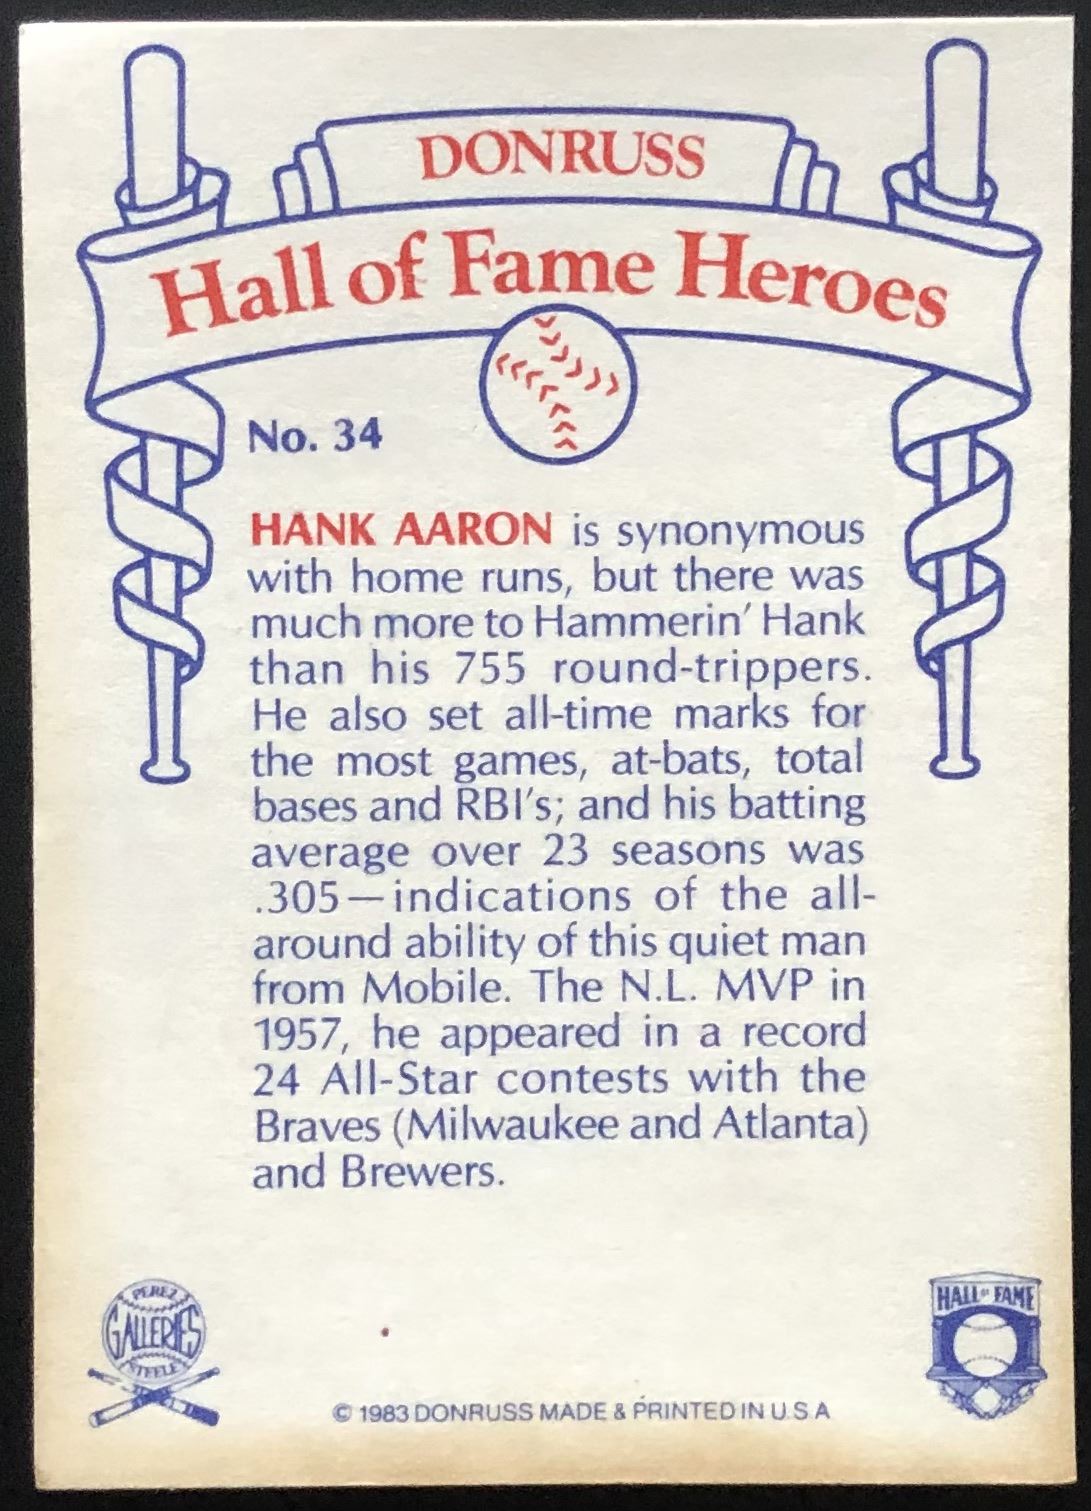 DONRUSS
Hall of Fame Heroes
No. 34
HANK AARON is synonymous
with home runs, but there was
much more to Hammerin' Hank
than his 755 round-trippers.
He also set all-time marks for
the most games, at-bats, total
bases and RBI's; and his batting
average over 23 seasons was
.305—indications of the all-
around ability of this quiet man
from Mobile. The N.L. MVP in
1957, he appeared in a record
24 All-Star contests with the
Braves (Milwaukee and Atlanta)
and Brewers.
PEREZ
GALLERIES
STEELE
HALL OF FAME
© 1983 DONRUSS MADE & PRINTED IN U.S.A